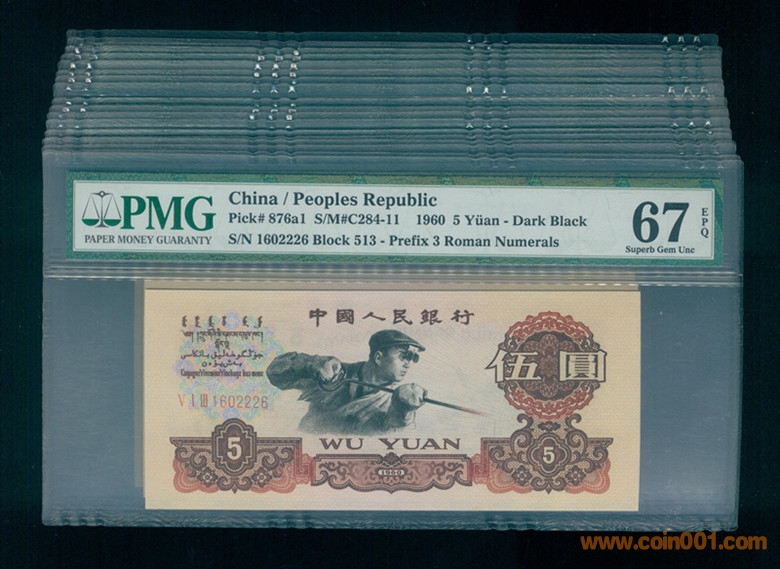 PMG
PAPER MONEY GUARANTY
China / Peoples Republic
Pick# 876a1 S/M#C284-11 1960 5 Yüan - Dark Black
S/N 1602226 Block 513 - Prefix 3 Roman Numerals
67
EPQ
Superb Gem Unc
中國人民銀行
伍圓
V I III 1602226
5
WU YUAN
1960
5
www.coin001.com